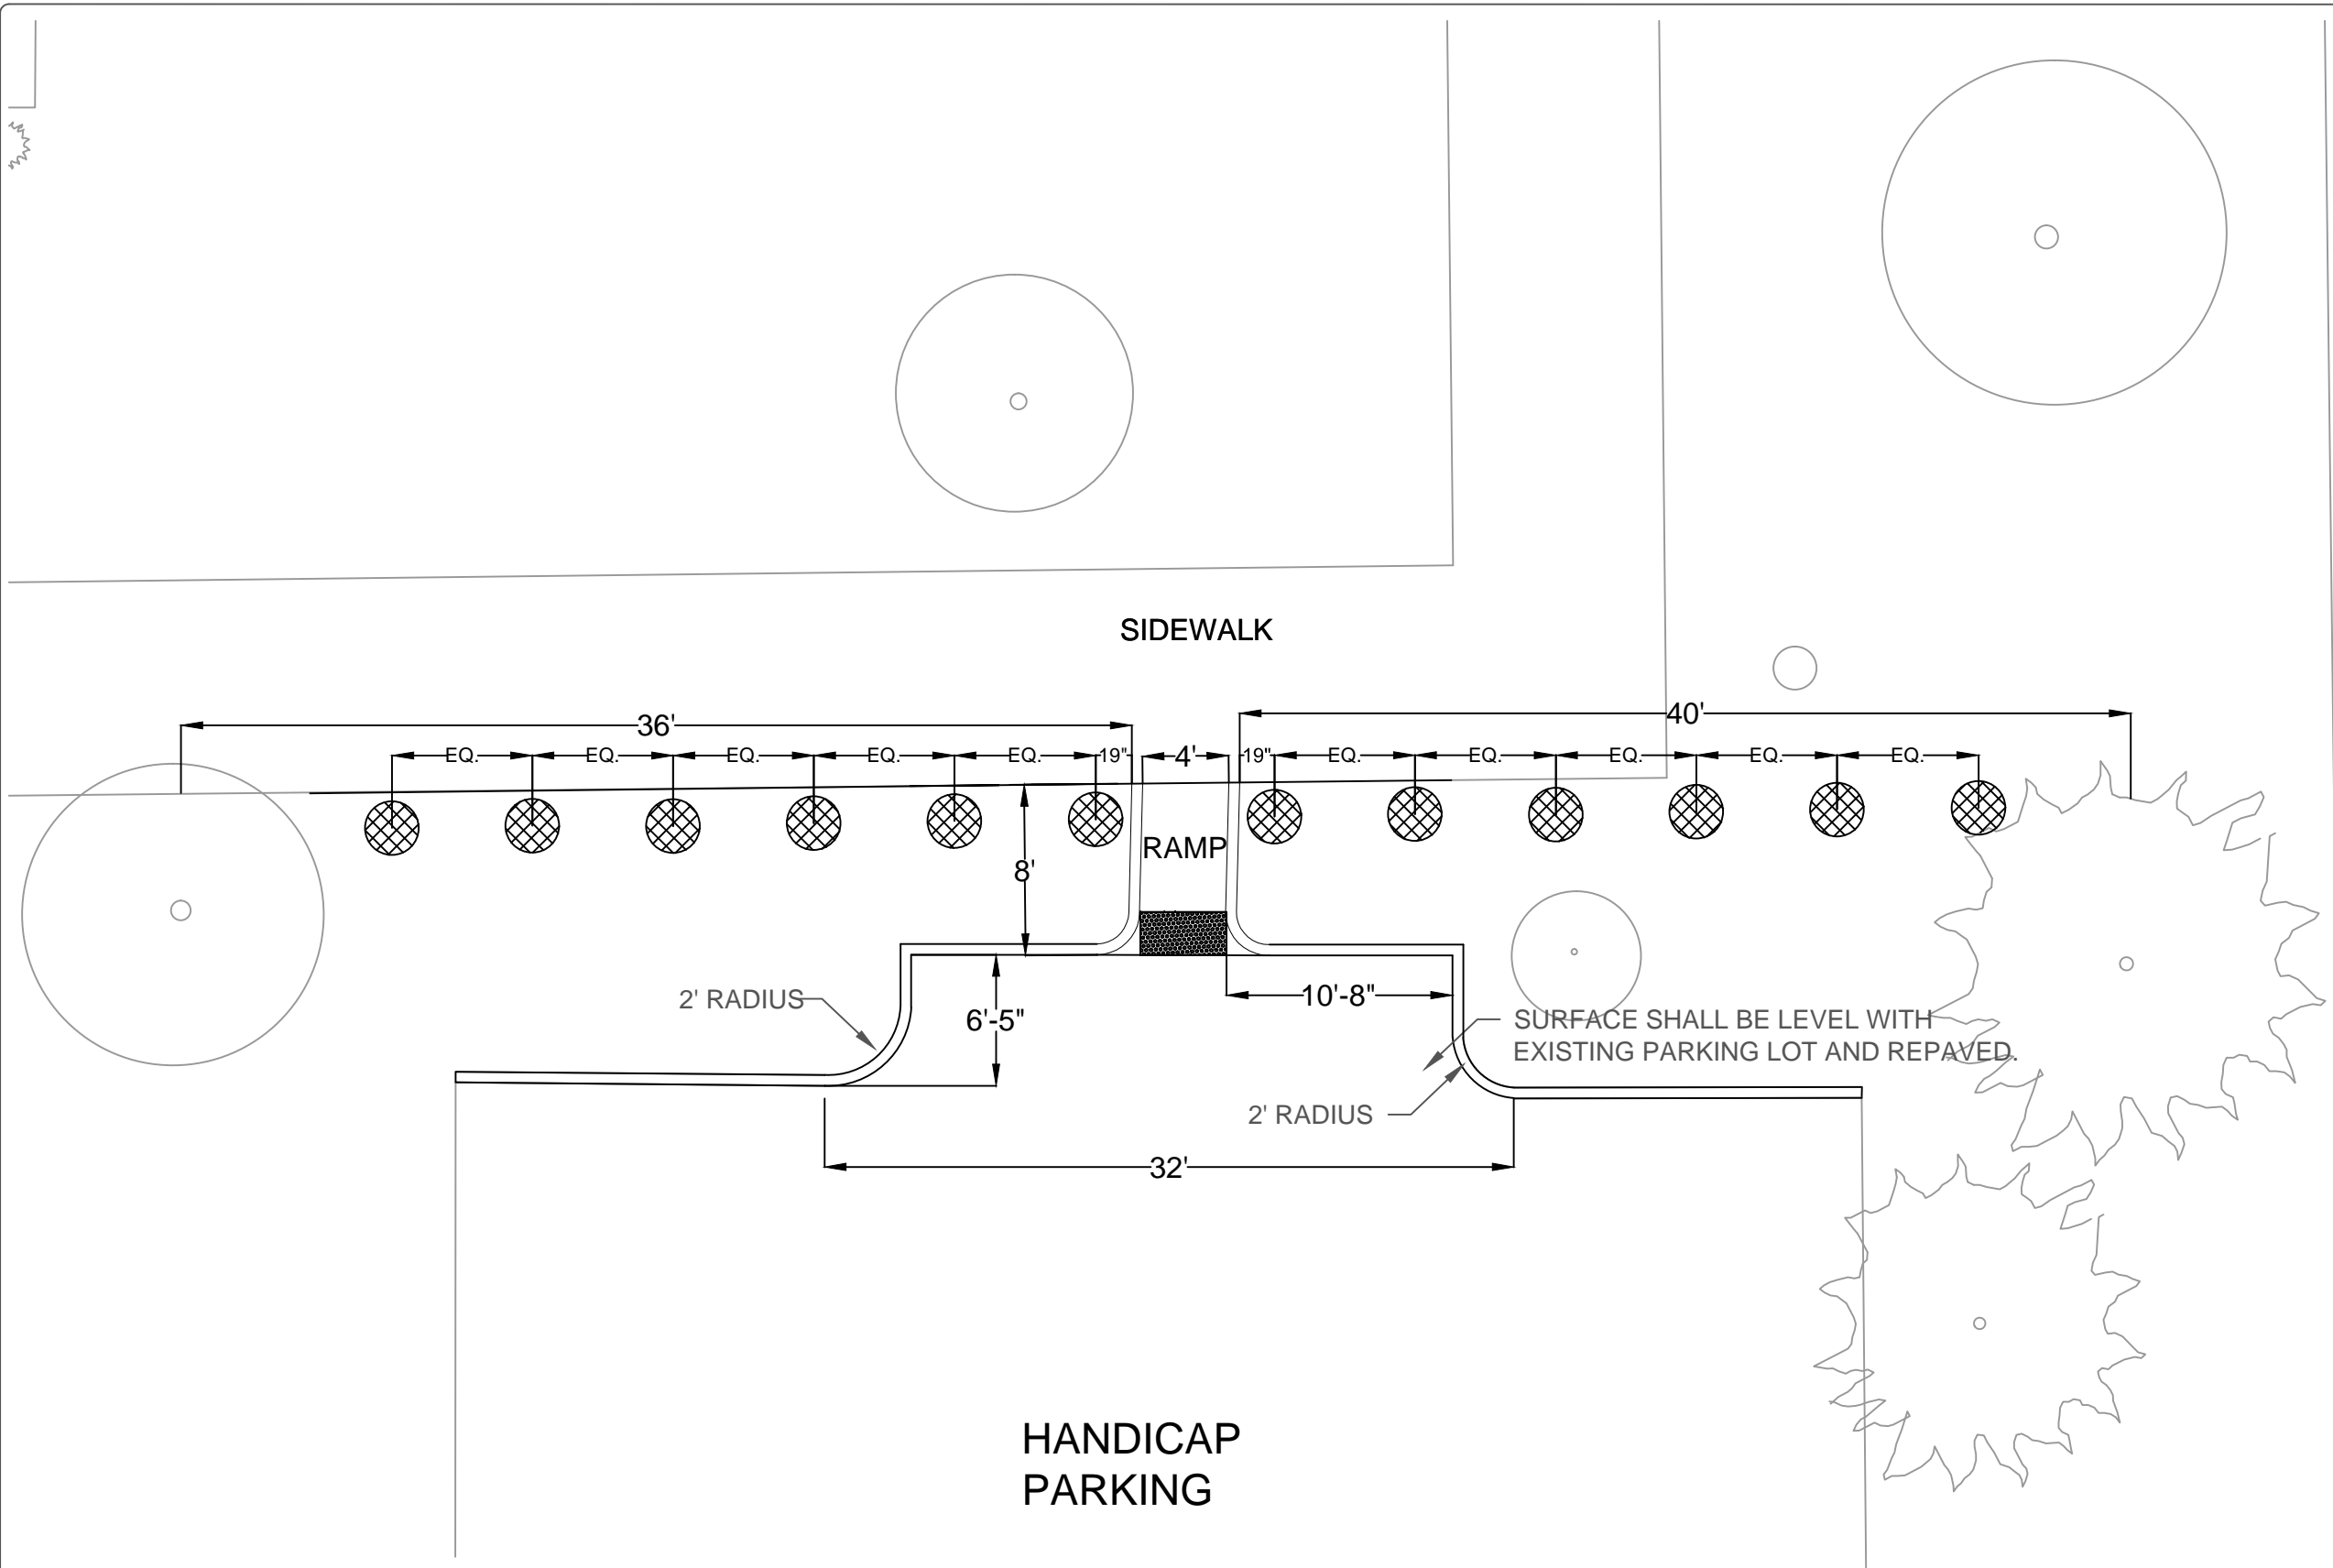 SIDEWALK
36'
40'
EQ.
EQ.
EQ.
EQ.
EQ.
19"
4'
19"
EQ.
EQ.
EQ.
EQ.
EQ.
RAMP
8'
2' RADIUS
6'-5"
10'-8"
SURFACE SHALL BE LEVEL WITH
EXISTING PARKING LOT AND REPAVED.
2' RADIUS
32'
HANDICAP
PARKING